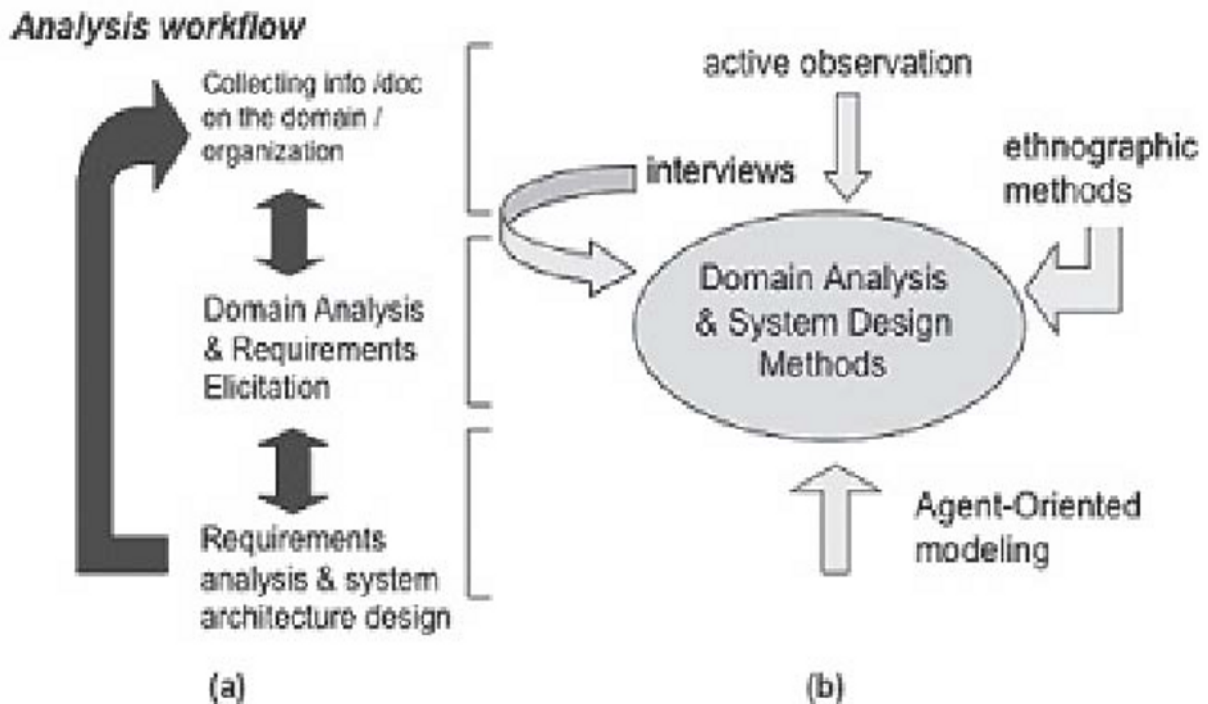 Analysis workflow
Collecting info /doc
on the domain /
organization
Domain Analysis
& Requirements
Elicitation
Requirements
analysis & system
architecture design
(a)
active observation
interviews
ethnographic
methods
Domain Analysis
& System Design
Methods
Agent-Oriented
modeling
(b)